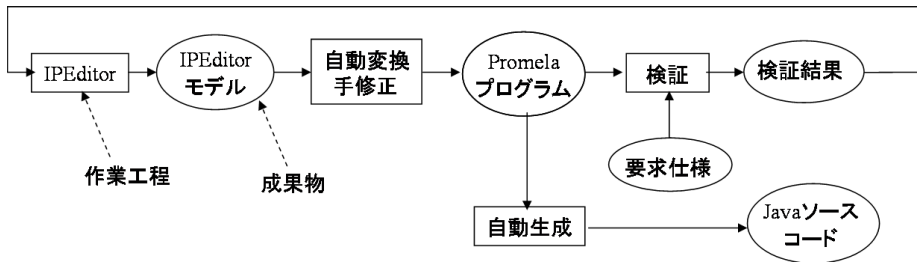 IPEditor
IPEditor
モデル
自動変換
手修正
Promela
プログラム
検証
検証結果
作業工程
成果物
要求仕様
自動生成
Javaソース
コード